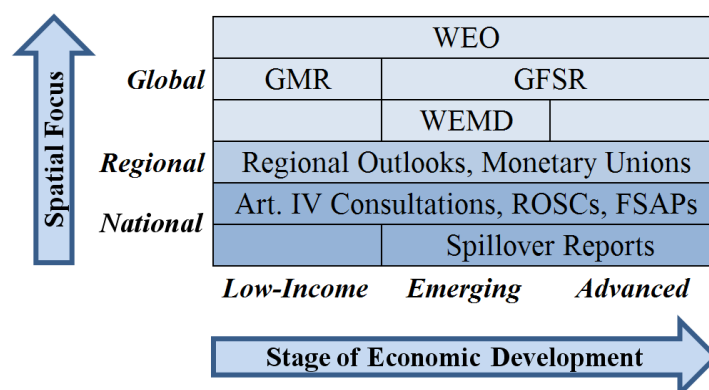 Spatial Focus
WEO
Global
GMR
GFSR
WEMD
Regional
Regional Outlooks, Monetary Unions
National
Art. IV Consultations, ROSCs, FSAPs
Spillover Reports
Low-Income
Emerging
Advanced
Stage of Economic Development